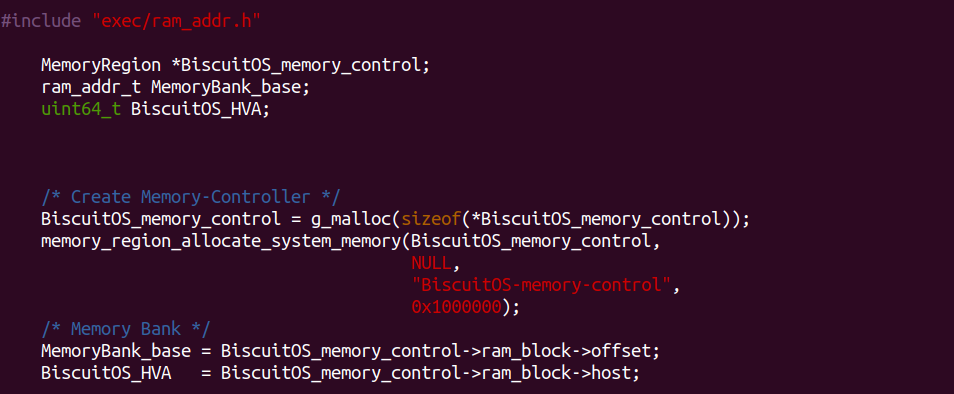 #include "exec/ram_addr.h"
MemoryRegion *BiscuitOS_memory_control;
ram_addr_t MemoryBank_base;
uint64_t BiscuitOS_HVA;
/* Create Memory-Controller */
BiscuitOS_memory_control = g_malloc(sizeof(*BiscuitOS_memory_control));
memory_region_allocate_system_memory(BiscuitOS_memory_control,
NULL,
"BiscuitOS-memory-control",
0x1000000);
/* Memory Bank */
MemoryBank_base = BiscuitOS_memory_control->ram_block->offset;
BiscuitOS_HVA   = BiscuitOS_memory_control->ram_block->host;